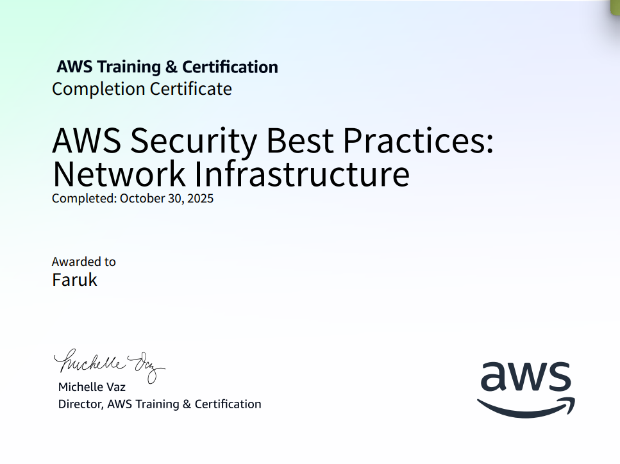 AWS Training & Certification
Completion Certificate
AWS Security Best Practices:
Network Infrastructure
Completed: October 30, 2025
Awarded to
Faruk
Michelle Vaz
Michelle Vaz
Director, AWS Training & Certification
aws